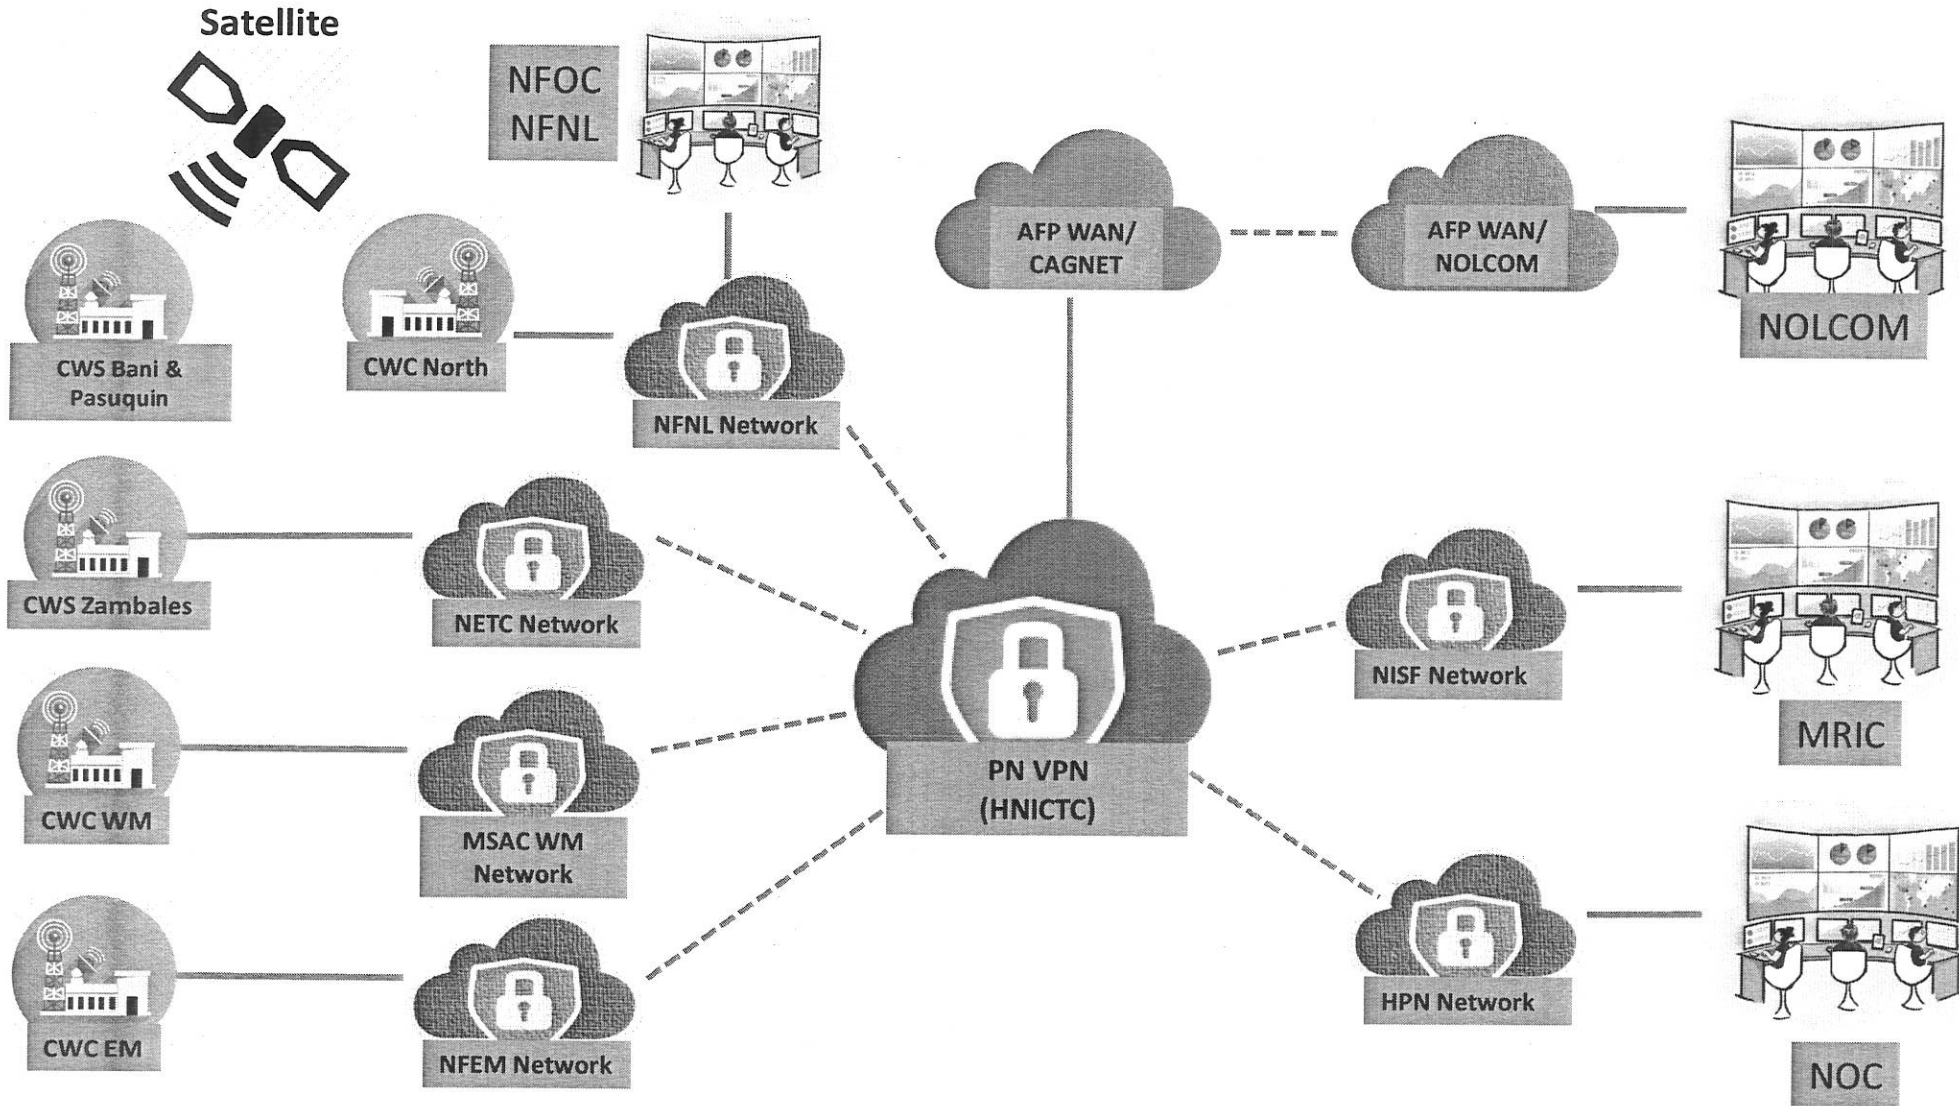 Satellite
NFOC
NFNL
AFP WAN/
CAGNET
AFP WAN/
NOLCOM
NOLCOM
CWS Bani &
Pasuquin
CWC North
NFNL Network
CWS Zambales
NETC Network
PN VPN
(HNICTC)
NISF Network
MRIC
CWC WM
MSAC WM
Network
HPN Network
NOC
CWC EM
NFEM Network